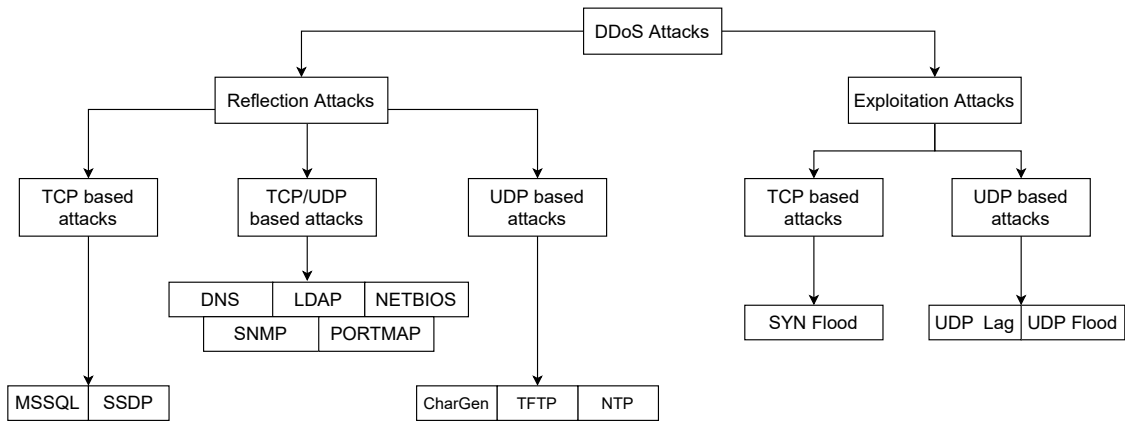 DDoS Attacks
Reflection Attacks
Exploitation Attacks
TCP based
attacks
TCP/UDP
based attacks
UDP based
attacks
TCP based
attacks
UDP based
attacks
DNS
LDAP
NETBIOS
SNMP
PORTMAP
SYN Flood
UDP Lag
UDP Flood
MSSQL
SSDP
CharGen
TFTP
NTP